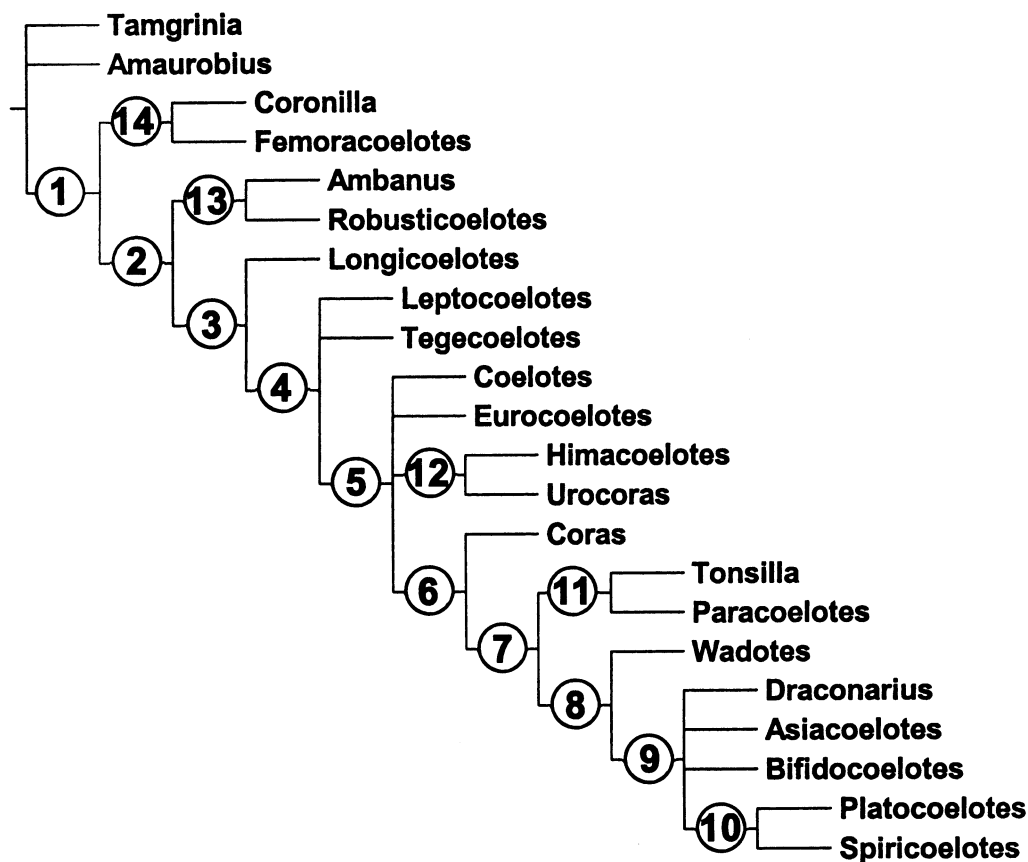 Tamgrinia
Amaurobius
Coronilla
14
Femoracoelotes
Ambanus
1
13
Robusticoelotes
2
Longicoelotes
Leptocoelotes
3
Tegecoelotes
Coelotes
4
Eurocoelotes
Himacoelotes
12
5
Urocoras
Coras
Tonsilla
6
11
Paracoelotes
7
Wadotes
Draconarius
8
Asiacoelotes
9
Bifidocoelotes
Platocoelotes
10
Spiricoelotes